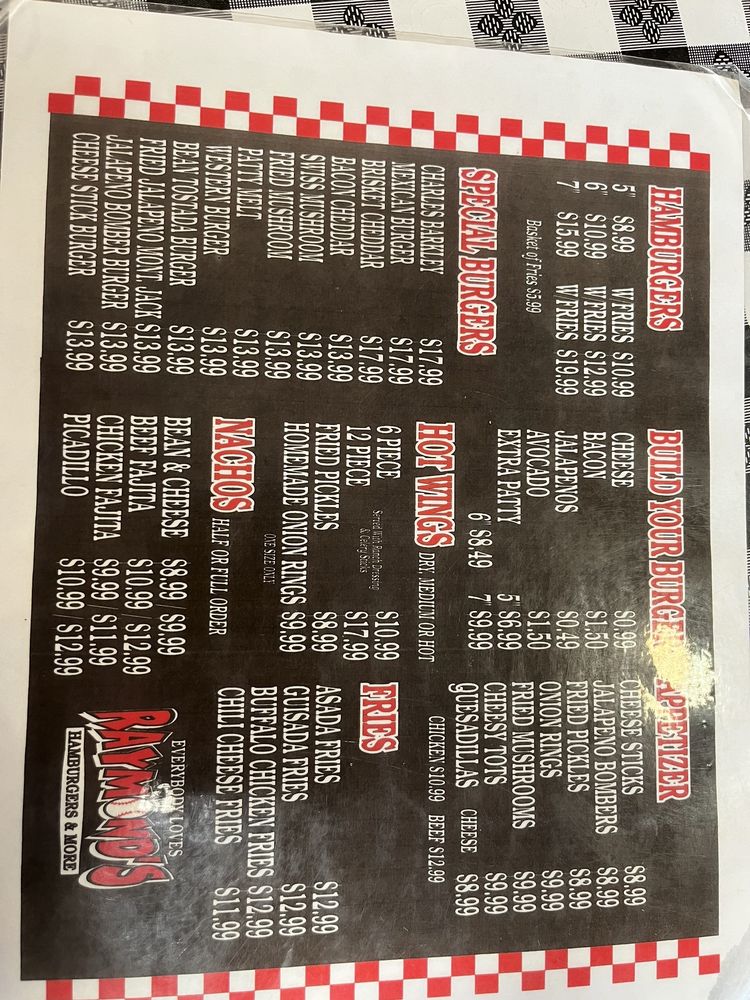 HAMBURGERS
5" $8.99 W/FRIES $10.99
6" $10.99 W/FRIES $12.99
7" $15.99 W/FRIES $19.99
Basket of Fries $5.99
SPECIAL BURGERS
CHARLES BARKLEY $17.99
MEXICAN BURGER $17.99
BRISKET CHEDDAR $17.99
BACON CHEDDAR $13.99
SWISS MUSHROOM $13.99
FRIED MUSHROOM $13.99
PATTY MELT $13.99
WESTERN BURGER $13.99
BEAN TOSTADA BURGER $13.99
FRIED JALAPENO MONT. JACK $13.99
JALAPENO BOMBER BURGER $13.99
CHEESE STICK BURGER $13.99
BUILD YOUR BURGER
CHEESE $0.99
BACON $1.50
JALAPENOS $0.49
AVOCADO $1.50
EXTRA PATTY 5" $6.99
6" $8.49 7" $9.99
HOT WINGS DRY, MEDIUM OR HOT
6 PIECE $10.99
12 PIECE $17.99
Served With Ranch Dressing
& Celery Sticks
FRIED PICKLES $8.99
HOMEMADE ONION RINGS $9.99
ONE SIZE ONLY
NACHOS HALF OR FULL ORDER
BEAN & CHEESE $8.99 / $9.99
BEEF FAJITA $10.99 / $12.99
CHICKEN FAJITA $9.99 / $11.99
PICADILLO $10.99 / $12.99
APPETIZER
CHEESE STICKS $8.99
JALAPENO BOMBERS $8.99
FRIED PICKLES $8.99
ONION RINGS $9.99
FRIED MUSHROOMS $9.99
CHEESY TOTS $9.99
QUESADILLAS CHEESE $8.99
CHICKEN $10.99 BEEF $12.99
FRIES
ASADA FRIES $12.99
GUISADA FRIES $12.99
BUFFALO CHICKEN FRIES $12.99
CHILI CHEESE FRIES $11.99
EVERYBODY LOVES
RAYMOND'S
HAMBURGERS & MORE